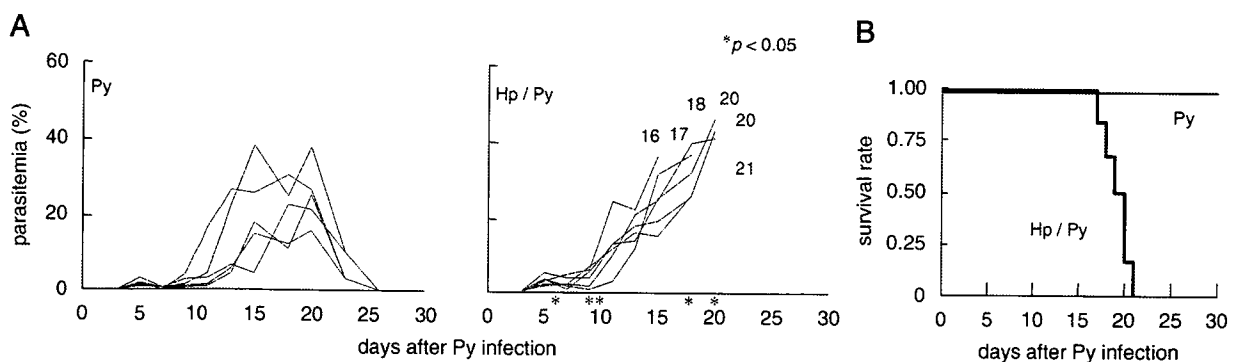 A
parasitemia (%)
60
40
20
0
Py
0 5 10 15 20 25 30
*p < 0.05
Hp / Py
16
17
18
20
20
21
* ** * *
0 5 10 15 20 25 30
days after Py infection
B
survival rate
1.00
0.75
0.50
0.25
Py
Hp / Py
0 5 10 15 20 25 30
days after Py infection